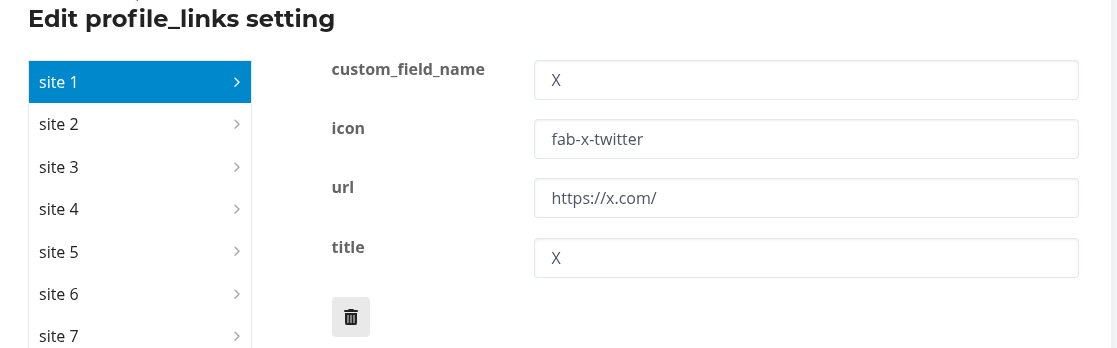 Edit profile_links setting
site 1
site 2
site 3
site 4
site 5
site 6
site 7
custom_field_name
X
icon
fab-x-twitter
url
https://x.com/
title
X